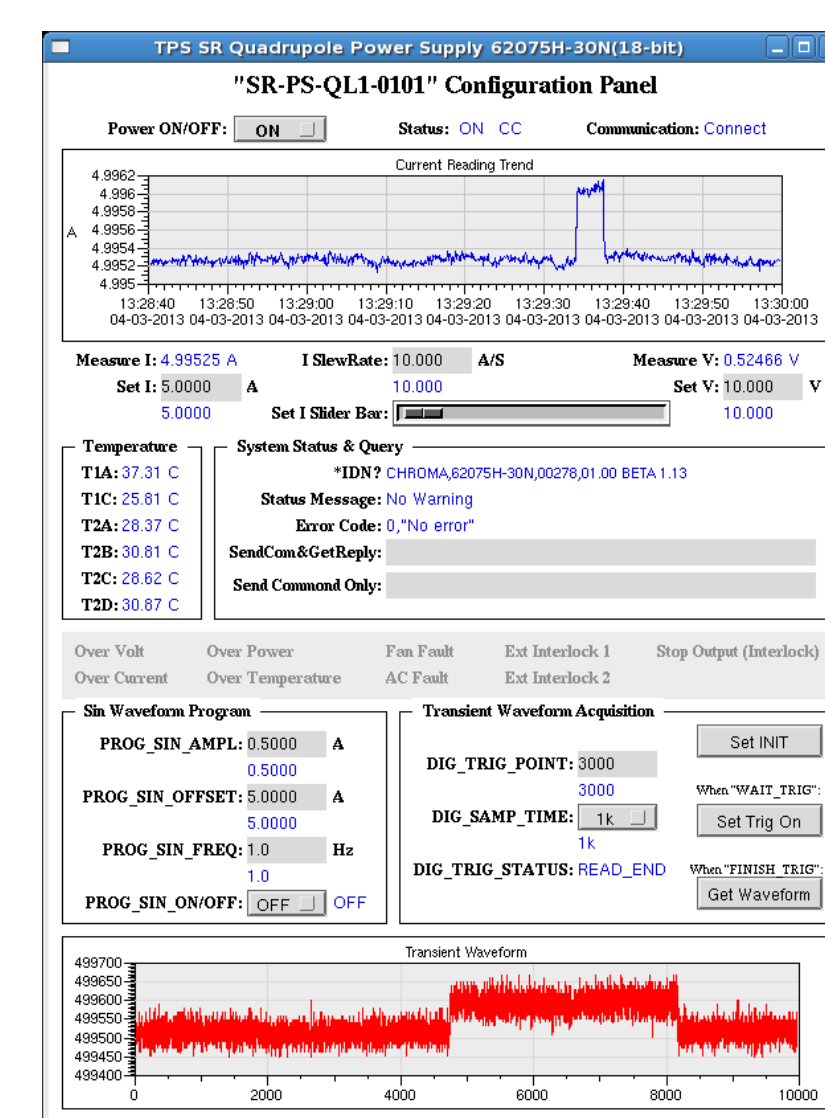 TPS SR Quadrupole Power Supply 62075H-30N(18-bit)
"SR-PS-QL1-0101" Configuration Panel
Power ON/OFF: ON Status: ON CC Communication: Connect
Current Reading Trend
4.9962
4.996
4.9958
A 4.9956
4.9954
4.9952
4.995
13:28:40 13:28:50 13:29:00 13:29:10 13:29:20 13:29:30 13:29:40 13:29:50 13:30:00
04-03-2013 04-03-2013 04-03-2013 04-03-2013 04-03-2013 04-03-2013 04-03-2013 04-03-2013 04-03-2013
Measure I: 4.99525 A I SlewRate: 10.000 A/S Measure V: 0.52466 V
Set I: 5.0000 A 10.000 Set V: 10.000 V
5.0000 Set I Slider Bar: 10.000
Temperature System Status & Query
T1A: 37.31 C *IDN? CHROMA,62075H-30N,00278,01.00 BETA 1.13
T1C: 25.81 C Status Message: No Warning
T2A: 28.37 C Error Code: 0,"No error"
T2B: 30.81 C SendCom&GetReply:
T2C: 28.62 C Send Commond Only:
T2D: 30.87 C
Over Volt Over Power Fan Fault Ext Interlock 1 Stop Output (Interlock)
Over Current Over Temperature AC Fault Ext Interlock 2
Sin Waveform Program Transient Waveform Acquisition
PROG_SIN_AMPL: 0.5000 A Set INIT
0.5000 DIG_TRIG_POINT: 3000
PROG_SIN_OFFSET: 5.0000 A 3000 When "WAIT_TRIG":
5.0000 DIG_SAMP_TIME: 1k Set Trig On
PROG_SIN_FREQ: 1.0 Hz 1k
1.0 DIG_TRIG_STATUS: READ_END When "FINISH_TRIG":
PROG_SIN_ON/OFF: OFF OFF Get Waveform
Transient Waveform
499700
499650
499600
499550
499500
499450
499400
0 2000 4000 6000 8000 10000